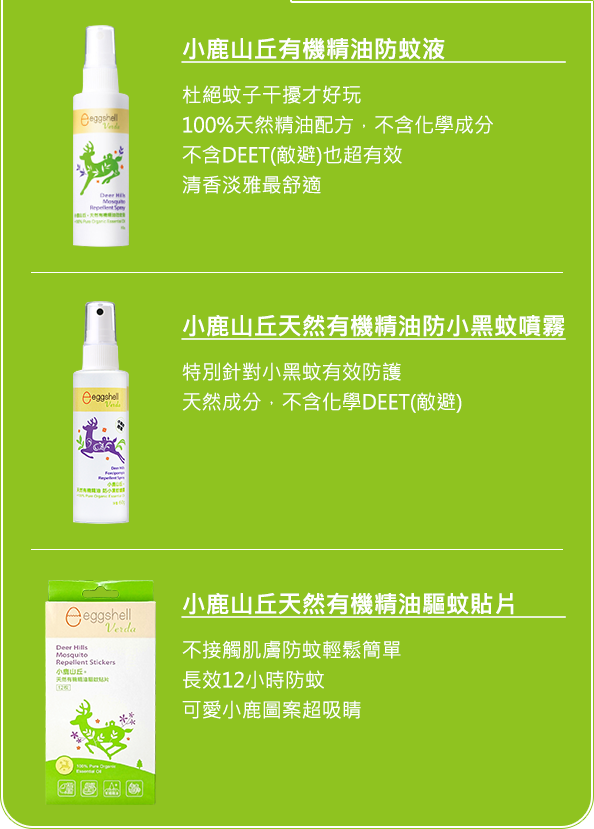 小鹿山丘有機精油防蚊液
杜絕蚊子干擾才好玩
100%天然精油配方，不含化學成分
不含DEET(敵避)也超有效
清香淡雅最舒適
eggshell
Verda
Deer Hills
Mosquito
Repellent Spray
小鹿山丘天然有機精油防小黑蚊噴霧
特別針對小黑蚊有效防護
天然成分，不含化學DEET(敵避)
eggshell
Verda
Deer Hills
Repellent Spray
小鹿山丘天然有機精油驅蚊貼片
不接觸肌膚防蚊輕鬆簡單
長效12小時防蚊
可愛小鹿圖案超吸睛
eggshell
Verda
Deer Hills
Mosquito
Repellent Stickers
小鹿山丘
天然有機精油驅蚊貼片
12枚
100% Pure Organic
Essential Oil